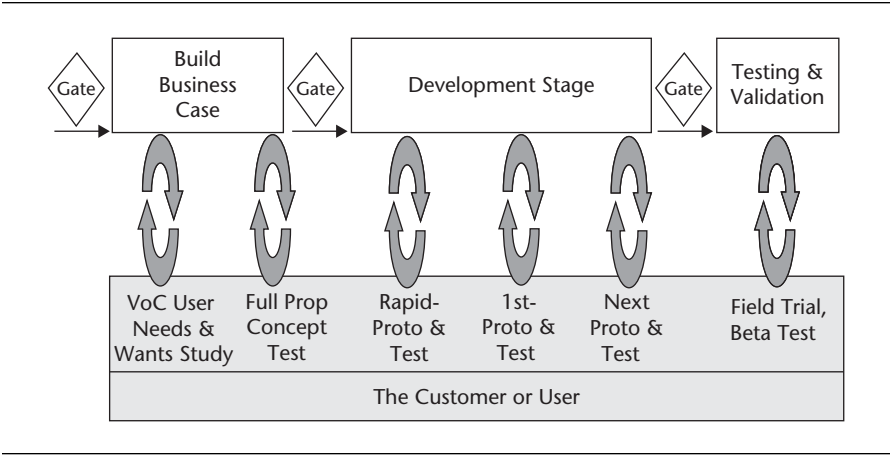 Gate
Build
Business
Case
Gate
Development Stage
Gate
Testing &
Validation
VoC User
Needs &
Wants Study
Full Prop
Concept
Test
Rapid-
Proto &
Test
1st-
Proto &
Test
Next
Proto &
Test
Field Trial,
Beta Test
The Customer or User